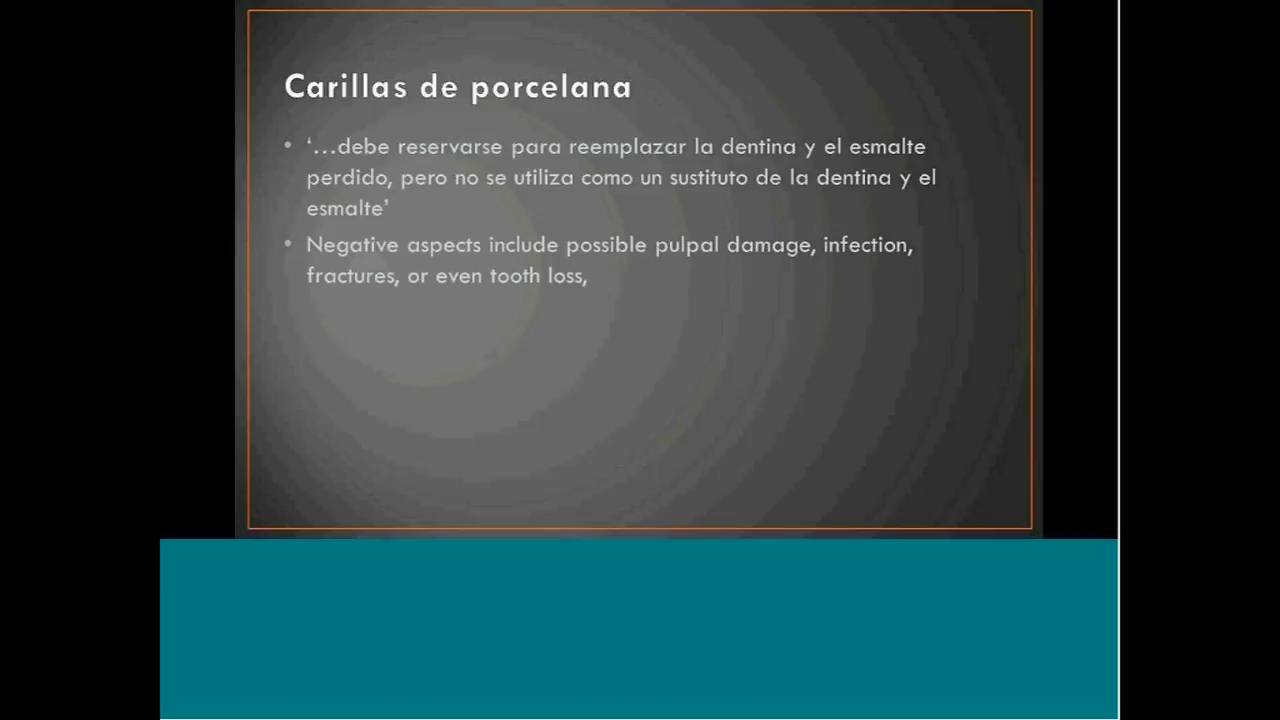 Carillas de porcelana
• ‘...debe reservarse para reemplazar la dentina y el esmalte
perdido, pero no se utiliza como un sustituto de la dentina y el
esmalte’
• Negative aspects include possible pulpal damage, infection,
fractures, or even tooth loss,